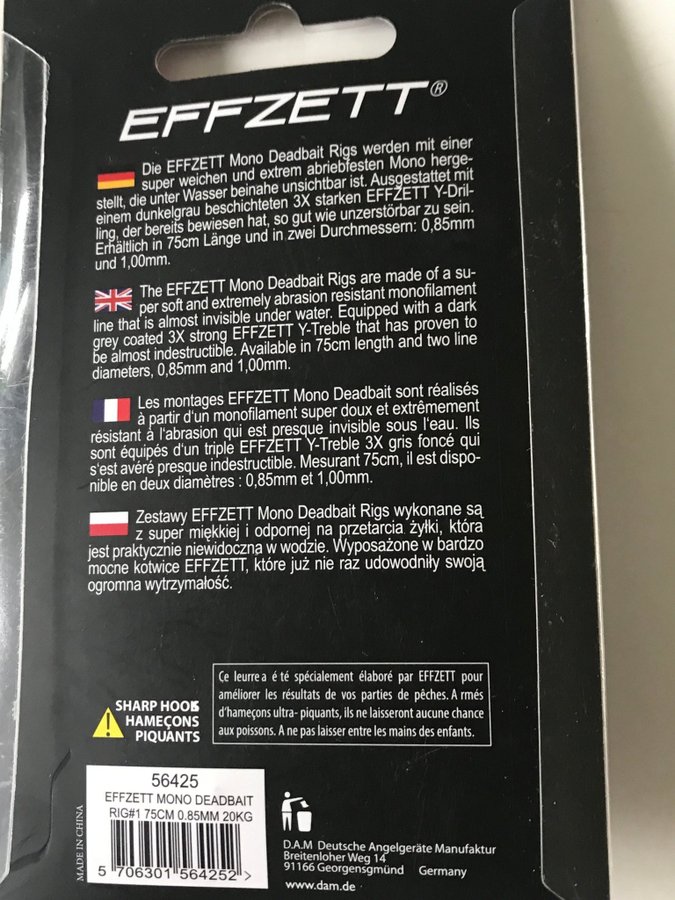 EFFZETT®
Die EFFZETT Mono Deadbait Rigs werden mit einer
super weichen und extrem abriebfesten Mono herge-
stellt, die unter Wasser beinahe unsichtbar ist. Ausgestattet mit
einem dunkelgrau beschichteten 3X starken EFFZETT Y-Dril-
ling, der bereits bewiesen hat, so gut wie unzerstörbar zu sein.
Erhältlich in 75cm Länge und in zwei Durchmessern: 0,85mm
und 1,00mm.
The EFFZETT Mono Deadbait Rigs are made of a su-
per soft and extremely abrasion resistant monofilament
line that is almost invisible under water. Equipped with a dark
grey coated 3X strong EFFZETT Y-Treble that has proven to
be almost indestructible. Available in 75cm length and two line
diameters, 0,85mm and 1,00mm.
Les montages EFFZETT Mono Deadbait sont réalisés
à partir d'un monofilament super doux et extrêmement
résistant à l'abrasion qui est presque invisible sous l'eau. Ils
sont équipés d'un triple EFFZETT Y-Treble 3X gris foncé qui
s'est avéré presque indestructible. Mesurant 75cm, il est dispo-
nible en deux diamètres : 0,85mm et 1,00mm.
Zestawy EFFZETT Mono Deadbait Rigs wykonane są
z super miękkiej i odpornej na przetarcia żyłki, która
jest praktycznie niewidoczna w wodzie. Wyposażone w bardzo
mocne kotwice EFFZETT, które już nie raz udowodniły swoją
ogromna wytrzymałość.
Ce leurre a é té spécialement élaboré par EFFZETT pour
améliorer les résultats de vos parties de pêches. A rmés
d'hameçons ultra- piquants, ils ne laisseront aucune chance
aux poissons. A ne pas laisser entre les mains des enfants.
SHARP HOOKS
HAMEÇONS
PIQUANTS
56425
EFFZETT MONO DEADBAIT
RIG#1 75CM 0.85MM 20KG
5 706301 564252 >
MADE IN CHINA
D.A.M Deutsche Angelgeräte Manufaktur
Breitenloher Weg 14
91166 Georgensgmünd Germany
www.dam.de